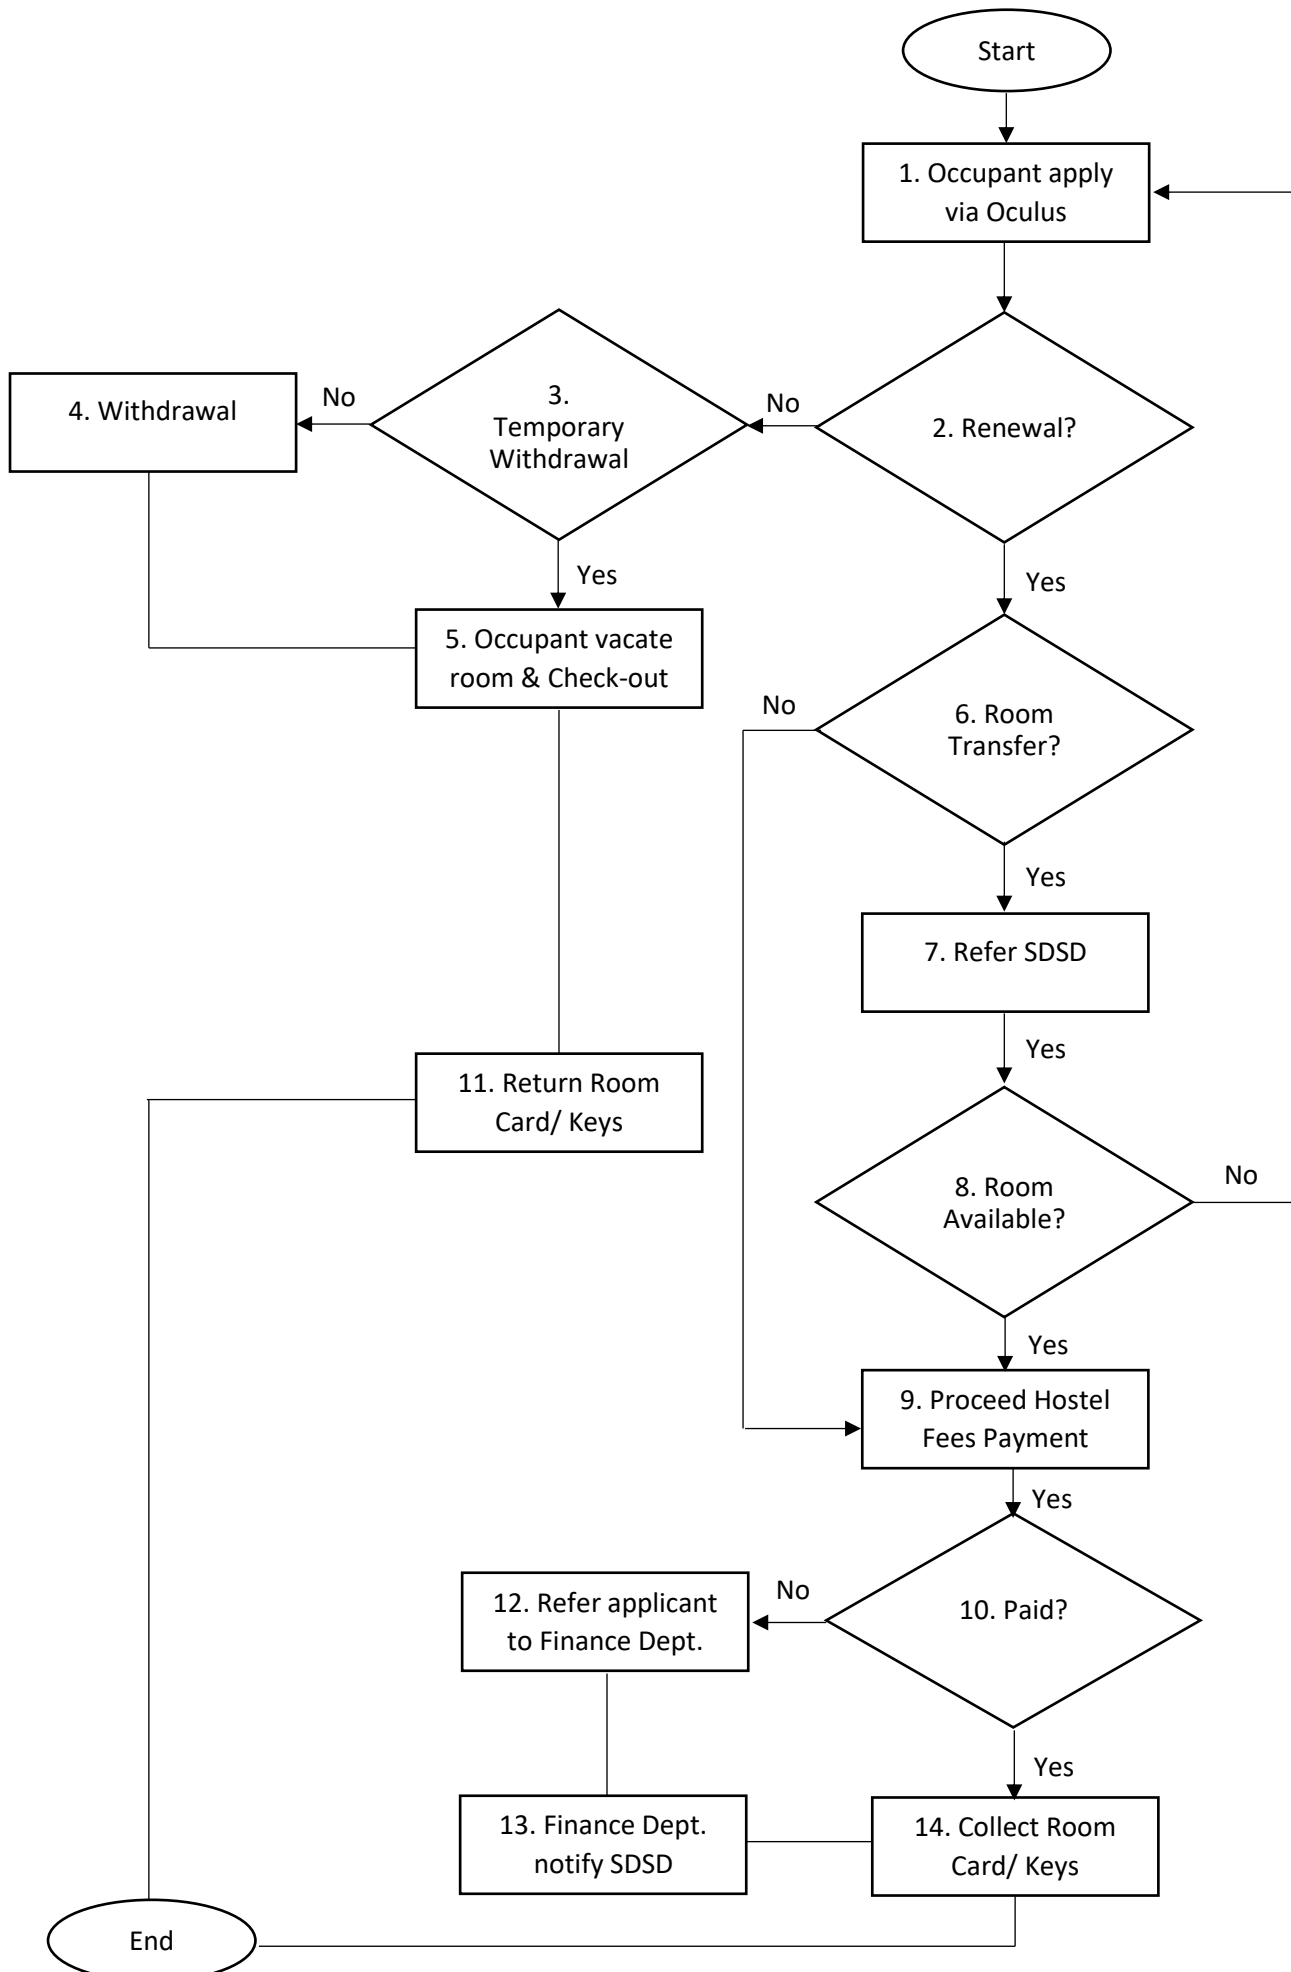 Start
1. Occupant apply
via Oculus
2. Renewal?
No
3.
Temporary
Withdrawal
No
4. Withdrawal
Yes
5. Occupant vacate
room & Check-out
Yes
6. Room
Transfer?
No
Yes
7. Refer SDSD
Yes
8. Room
Available?
No
Yes
9. Proceed Hostel
Fees Payment
Yes
10. Paid?
No
11. Return Room
Card/ Keys
12. Refer applicant
to Finance Dept.
Yes
13. Finance Dept.
notify SDSD
14. Collect Room
Card/ Keys
End